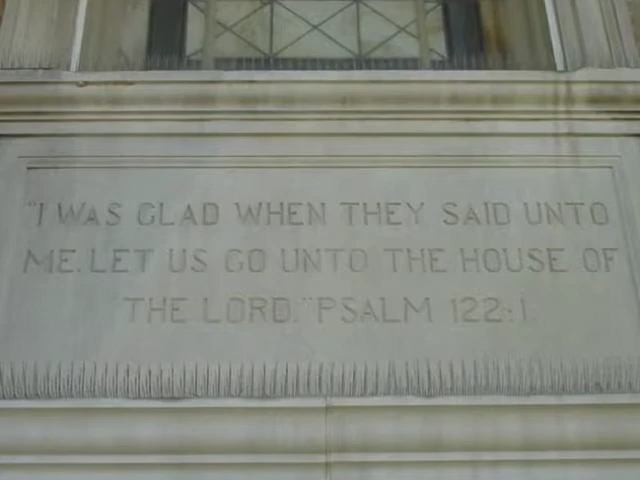 "I WAS GLAD WHEN THEY SAID UNTO
ME. LET US GO UNTO THE HOUSE OF
THE LORD." PSALM 122:1.